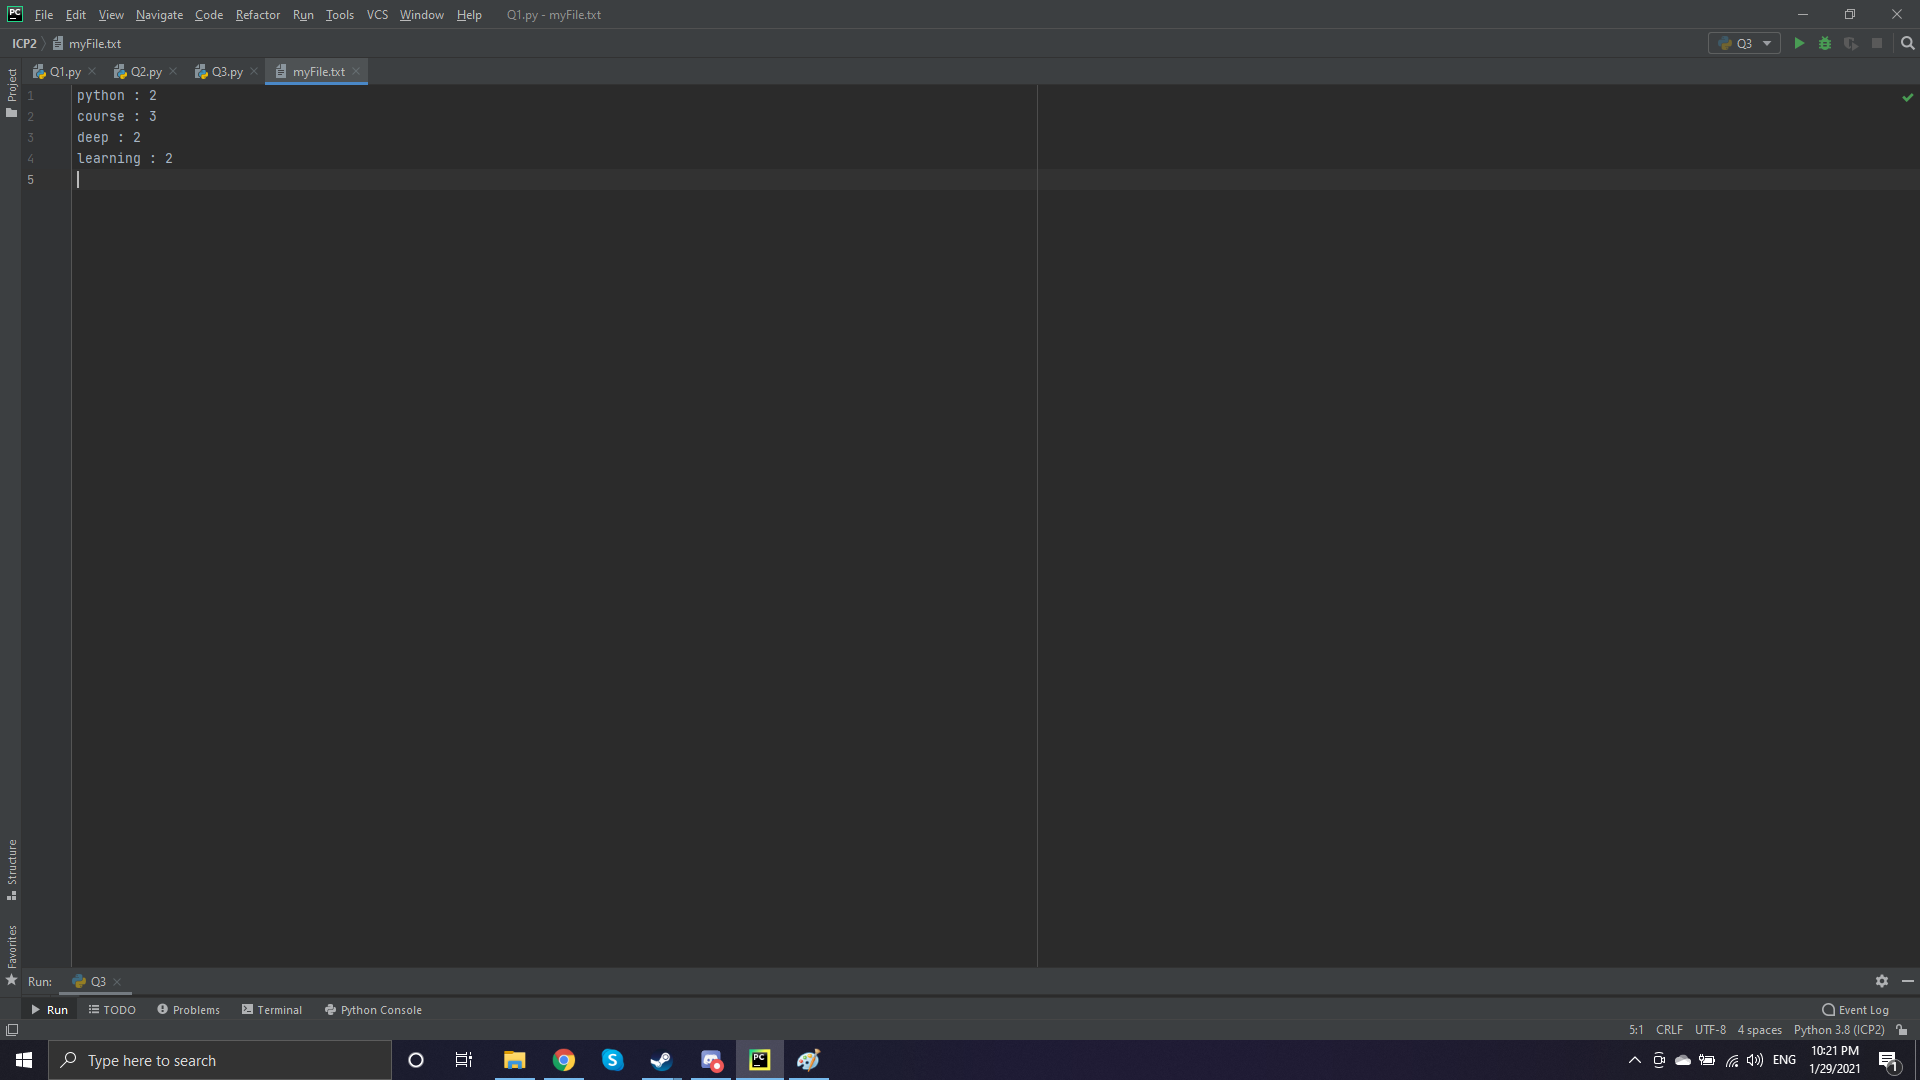 PC File Edit View Navigate Code Refactor Run Tools VCS Window Help Q1.py - myFile.txt
ICP2 myFile.txt Q3
Q1.py Q2.py Q3.py myFile.txt
Project
1 python : 2
2 course : 3
3 deep : 2
4 learning : 2
5
Structure
Favorites
Run: Q3
Run TODO Problems Terminal Python Console Event Log
5:1 CRLF UTF-8 4 spaces Python 3.8 (ICP2)
Type here to search PC ENG 10:21 PM
1/29/2021 1